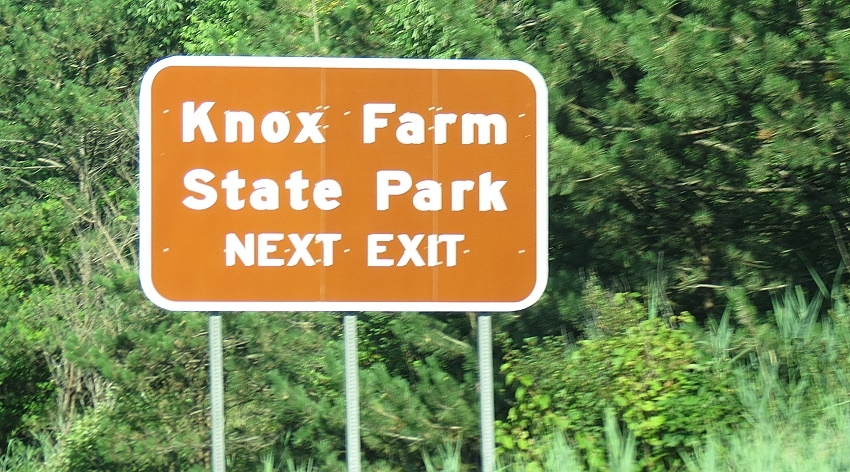 Knox Farm
State Park
NEXT EXIT